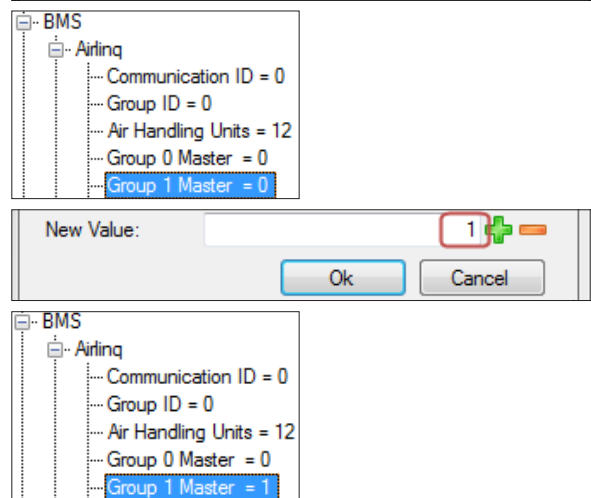 BMS
Airlinq
Communication ID = 0
Group ID = 0
Air Handling Units = 12
Group 0 Master = 0
Group 1 Master = 0
New Value: 1
Ok Cancel
BMS
Airlinq
Communication ID = 0
Group ID = 0
Air Handling Units = 12
Group 0 Master = 0
Group 1 Master = 1